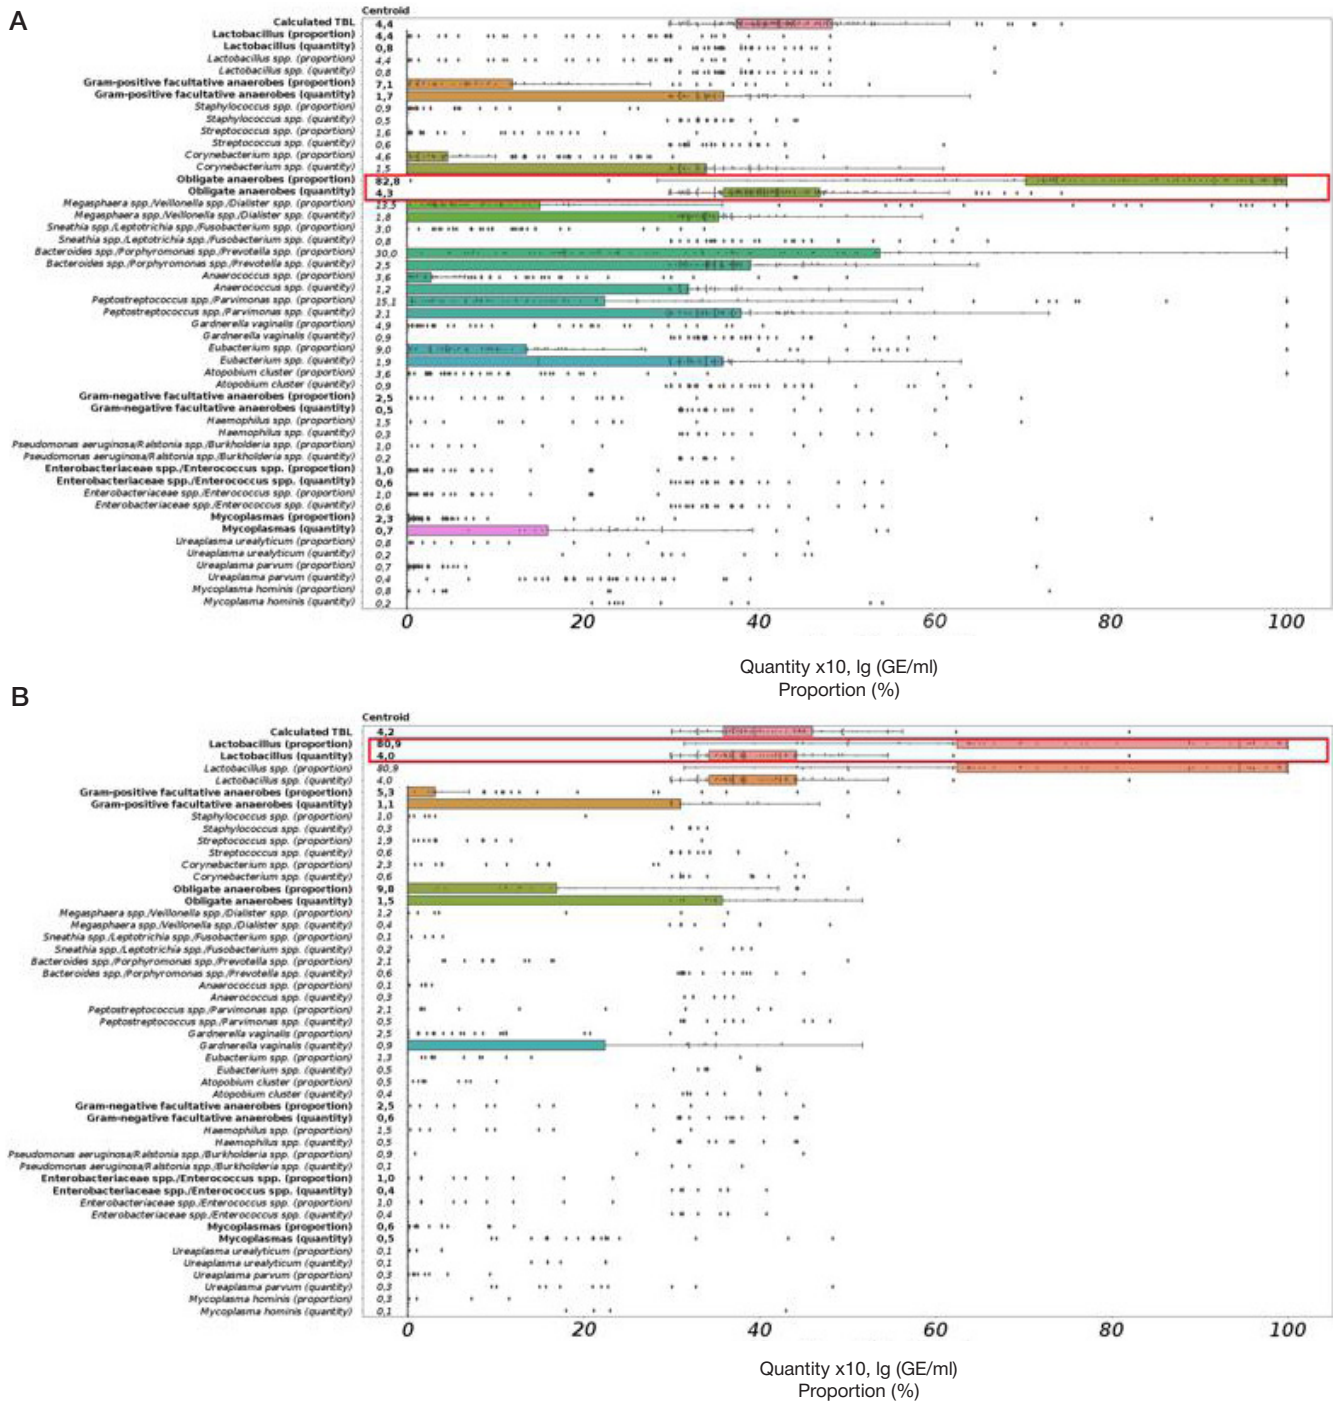 A
Centroid
Calculated TBL 4,4
Lactobacillus (proportion) 4,4
Lactobacillus (quantity) 0,8
Lactobacillus spp. (proportion) 4,4
Lactobacillus spp. (quantity) 0,8
Gram-positive facultative anaerobes (proportion) 7,1
Gram-positive facultative anaerobes (quantity) 1,7
Staphylococcus spp. (proportion) 0,9
Staphylococcus spp. (quantity) 0,5
Streptococcus spp. (proportion) 1,6
Streptococcus spp. (quantity) 0,6
Corynebacterium spp. (proportion) 4,6
Corynebacterium spp. (quantity) 1,5
Obligate anaerobes (proportion) 82,8
Obligate anaerobes (quantity) 4,3
Megasphaera spp./Veillonella spp./Dialister spp. (proportion) 13,5
Megasphaera spp./Veillonella spp./Dialister spp. (quantity) 1,8
Sneathia spp./Leptotrichia spp./Fusobacterium spp. (proportion) 3,0
Sneathia spp./Leptotrichia spp./Fusobacterium spp. (quantity) 0,8
Bacteroides spp./Porphyromonas spp./Prevotella spp. (proportion) 30,0
Bacteroides spp./Porphyromonas spp./Prevotella spp. (quantity) 2,5
Anaerococcus spp. (proportion) 3,6
Anaerococcus spp. (quantity) 1,2
Peptostreptococcus spp./Parvimonas spp. (proportion) 15,1
Peptostreptococcus spp./Parvimonas spp. (quantity) 2,1
Gardnerella vaginalis (proportion) 4,9
Gardnerella vaginalis (quantity) 0,9
Eubacterium spp. (proportion) 9,0
Eubacterium spp. (quantity) 1,9
Atopobium cluster (proportion) 3,6
Atopobium cluster (quantity) 0,9
Gram-negative facultative anaerobes (proportion) 2,5
Gram-negative facultative anaerobes (quantity) 0,5
Haemophilus spp. (proportion) 1,5
Haemophilus spp. (quantity) 0,3
Pseudomonas aeruginosa/Ralstonia spp./Burkholderia spp. (proportion) 1,0
Pseudomonas aeruginosa/Ralstonia spp./Burkholderia spp. (quantity) 0,2
Enterobacteriaceae spp./Enterococcus spp. (proportion) 1,0
Enterobacteriaceae spp./Enterococcus spp. (quantity) 0,6
Enterobacteriaceae spp./Enterococcus spp. (proportion) 1,0
Enterobacteriaceae spp./Enterococcus spp. (quantity) 0,6
Mycoplasmas (proportion) 2,3
Mycoplasmas (quantity) 0,7
Ureaplasma urealyticum (proportion) 0,8
Ureaplasma urealyticum (quantity) 0,2
Ureaplasma parvum (proportion) 0,7
Ureaplasma parvum (quantity) 0,4
Mycoplasma hominis (proportion) 0,8
Mycoplasma hominis (quantity) 0,2
0 20 40 60 80 100
Quantity x10, lg (GE/ml)
Proportion (%)
B
Centroid
Calculated TBL 4,2
Lactobacillus (proportion) 80,9
Lactobacillus (quantity) 4,0
Lactobacillus spp. (proportion) 80,9
Lactobacillus spp. (quantity) 4,0
Gram-positive facultative anaerobes (proportion) 5,3
Gram-positive facultative anaerobes (quantity) 1,1
Staphylococcus spp. (proportion) 1,0
Staphylococcus spp. (quantity) 0,3
Streptococcus spp. (proportion) 1,9
Streptococcus spp. (quantity) 0,6
Corynebacterium spp. (proportion) 2,3
Corynebacterium spp. (quantity) 0,6
Obligate anaerobes (proportion) 9,8
Obligate anaerobes (quantity) 1,5
Megasphaera spp./Veillonella spp./Dialister spp. (proportion) 1,2
Megasphaera spp./Veillonella spp./Dialister spp. (quantity) 0,4
Sneathia spp./Leptotrichia spp./Fusobacterium spp. (proportion) 0,1
Sneathia spp./Leptotrichia spp./Fusobacterium spp. (quantity) 0,2
Bacteroides spp./Porphyromonas spp./Prevotella spp. (proportion) 2,1
Bacteroides spp./Porphyromonas spp./Prevotella spp. (quantity) 0,6
Anaerococcus spp. (proportion) 0,1
Anaerococcus spp. (quantity) 0,3
Peptostreptococcus spp./Parvimonas spp. (proportion) 2,1
Peptostreptococcus spp./Parvimonas spp. (quantity) 0,5
Gardnerella vaginalis (proportion) 2,5
Gardnerella vaginalis (quantity) 0,9
Eubacterium spp. (proportion) 1,3
Eubacterium spp. (quantity) 0,5
Atopobium cluster (proportion) 0,5
Atopobium cluster (quantity) 0,4
Gram-negative facultative anaerobes (proportion) 2,5
Gram-negative facultative anaerobes (quantity) 0,6
Haemophilus spp. (proportion) 1,5
Haemophilus spp. (quantity) 0,5
Pseudomonas aeruginosa/Ralstonia spp./Burkholderia spp. (proportion) 0,9
Pseudomonas aeruginosa/Ralstonia spp./Burkholderia spp. (quantity) 0,1
Enterobacteriaceae spp./Enterococcus spp. (proportion) 1,0
Enterobacteriaceae spp./Enterococcus spp. (quantity) 0,4
Enterobacteriaceae spp./Enterococcus spp. (proportion) 1,0
Enterobacteriaceae spp./Enterococcus spp. (quantity) 0,4
Mycoplasmas (proportion) 0,6
Mycoplasmas (quantity) 0,5
Ureaplasma urealyticum (proportion) 0,1
Ureaplasma urealyticum (quantity) 0,1
Ureaplasma parvum (proportion) 0,3
Ureaplasma parvum (quantity) 0,3
Mycoplasma hominis (proportion) 0,3
Mycoplasma hominis (quantity) 0,1
0 20 40 60 80 100
Quantity x10, lg (GE/ml)
Proportion (%)